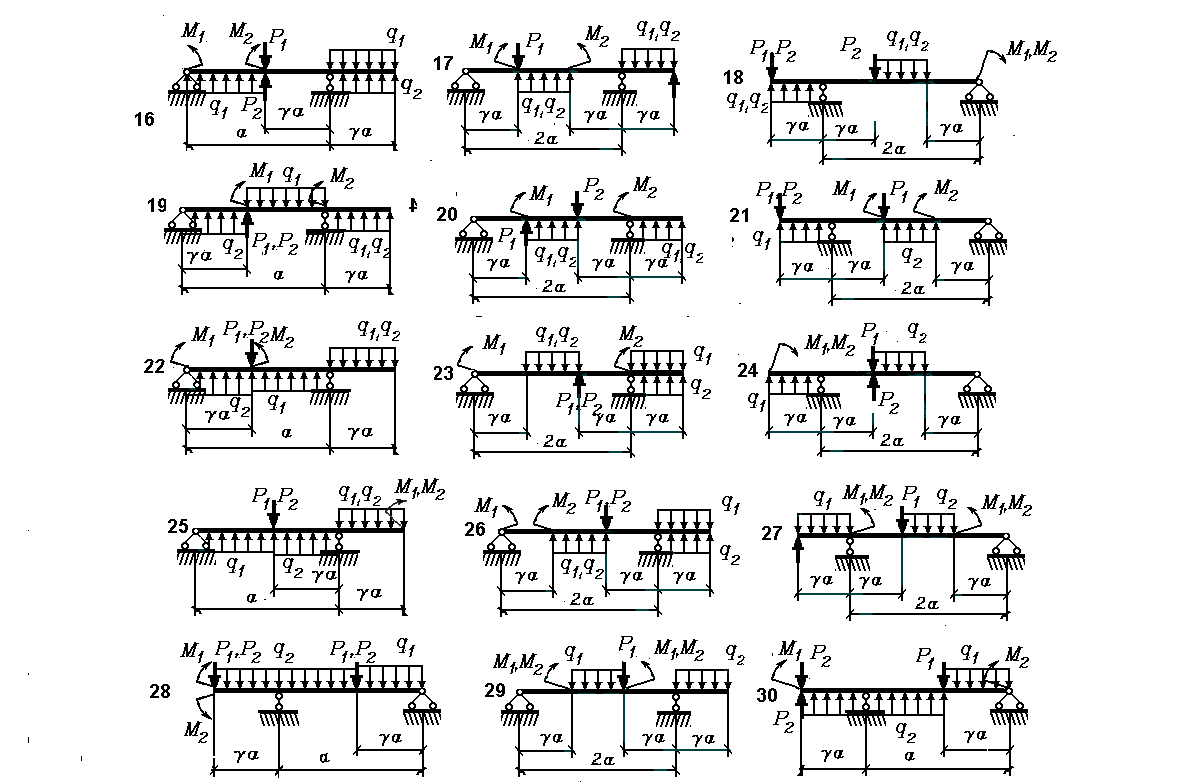 M₁ M₂ P₁ q₁
16 q₁ P₂ q₂
γa γa
a
17 M₁ P₁ M₂ q₁,q₂
q₁,q₂
γa γa γa
2a
18 P₁,P₂ P₂ q₁,q₂ M₁,M₂
q₁,q₂
γa γa γa
2a
19 M₁ q₁ M₂
q₂ P₁,P₂ q₁,q₂
γa
a γa
4
20 M₁ P₂ M₂
P₁ q₁,q₂ q₁,q₂
γa γa γa
2a
21 P₁,P₂ M₁ P₁ M₂
q₁ q₂
γa γa γa
2a
22 M₁ P₁,P₂ M₂ q₁,q₂
q₂ q₁
γa
a γa
23 M₁ q₁,q₂ M₂ q₁
P₁,P₂ q₂
γa γa γa
2a
24 M₁,M₂ P₁ q₂
q₁ P₂
γa γa γa
2a
25 P₁,P₂ q₁,q₂ M₁,M₂
q₁ q₂
γa
a γa
26 M₁ M₂ P₁,P₂ q₁
q₁,q₂ q₂
γa γa γa
2a
27 q₁ M₁,M₂ P₁ q₂ M₁,M₂
γa γa γa
2a
28 M₁ P₁,P₂ q₂ P₁,P₂ q₁
M₂
γa
γa a
29 M₁,M₂ q₁ P₁ M₁,M₂ q₂
γa γa γa
2a
30 M₁ P₂ P₁ q₁ M₂
P₂ q₂
γa γa
a